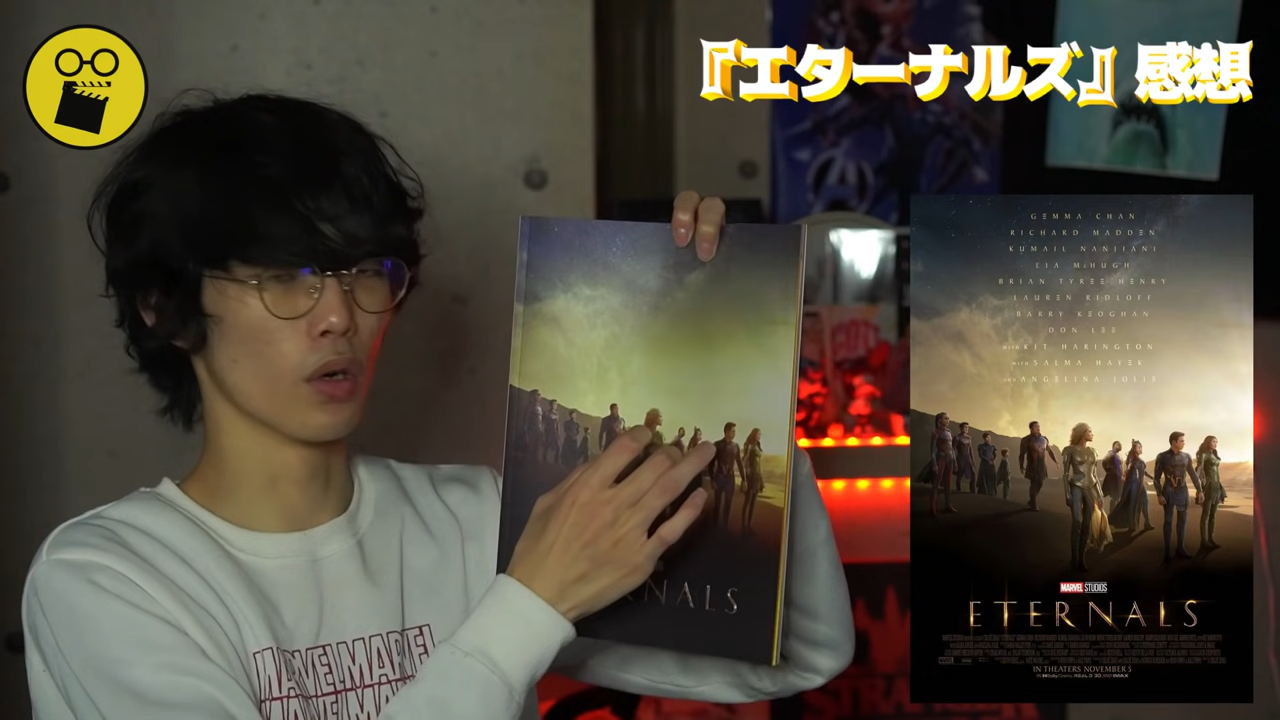 『エターナルズ』感想
GEMMA CHAN
RICHARD MADDEN
KUMAIL NANJIANI
LIA McHUGH
BRIAN TYREE HENRY
LAUREN RIDLOFF
BARRY KEOGHAN
DON LEE
WITH KIT HARINGTON
WITH SALMA HAYEK
AND ANGELINA JOLIE
MARVEL STUDIOS
ETERNALS
IN THEATERS NOVEMBER 5
RNALS
MARVEL MARVEL